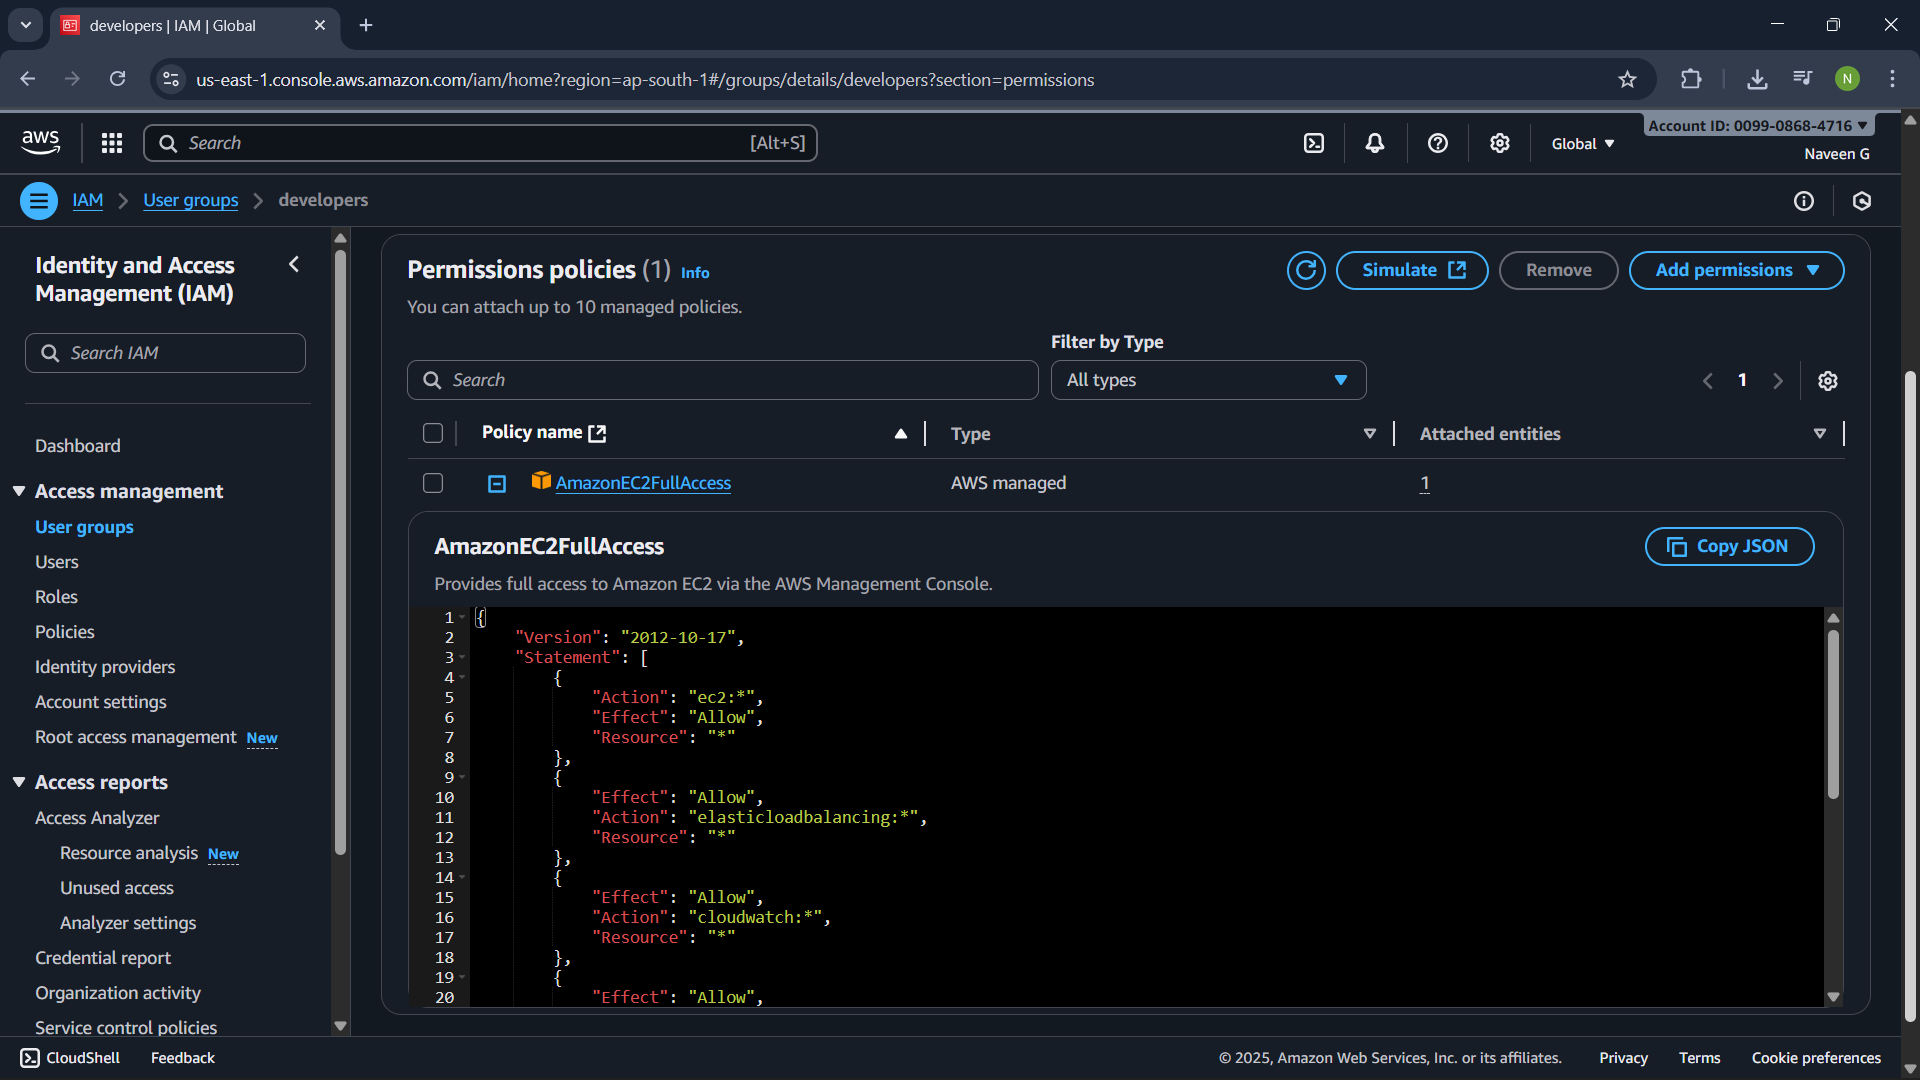 developers | IAM | Global
us-east-1.console.aws.amazon.com/iam/home?region=ap-south-1#/groups/details/developers?section=permissions
N
aws
Search
[Alt+S]
Global
Account ID: 0099-0868-4716
Naveen G
IAM
User groups
developers
Identity and Access Management (IAM)
Search IAM
Dashboard
Access management
User groups
Users
Roles
Policies
Identity providers
Account settings
Root access management New
Access reports
Access Analyzer
Resource analysis New
Unused access
Analyzer settings
Credential report
Organization activity
Service control policies
Permissions policies (1) Info
Simulate
Remove
Add permissions
You can attach up to 10 managed policies.
Filter by Type
Search
All types
1
Policy name
Type
Attached entities
AmazonEC2FullAccess
AWS managed
1
AmazonEC2FullAccess
Copy JSON
Provides full access to Amazon EC2 via the AWS Management Console.
1 {
2 "Version": "2012-10-17",
3 "Statement": [
4 {
5 "Action": "ec2:*",
6 "Effect": "Allow",
7 "Resource": "*"
8 },
9 {
10 "Effect": "Allow",
11 "Action": "elasticloadbalancing:*",
12 "Resource": "*"
13 },
14 {
15 "Effect": "Allow",
16 "Action": "cloudwatch:*",
17 "Resource": "*"
18 },
19 {
20 "Effect": "Allow",
CloudShell
Feedback
© 2025, Amazon Web Services, Inc. or its affiliates.
Privacy
Terms
Cookie preferences